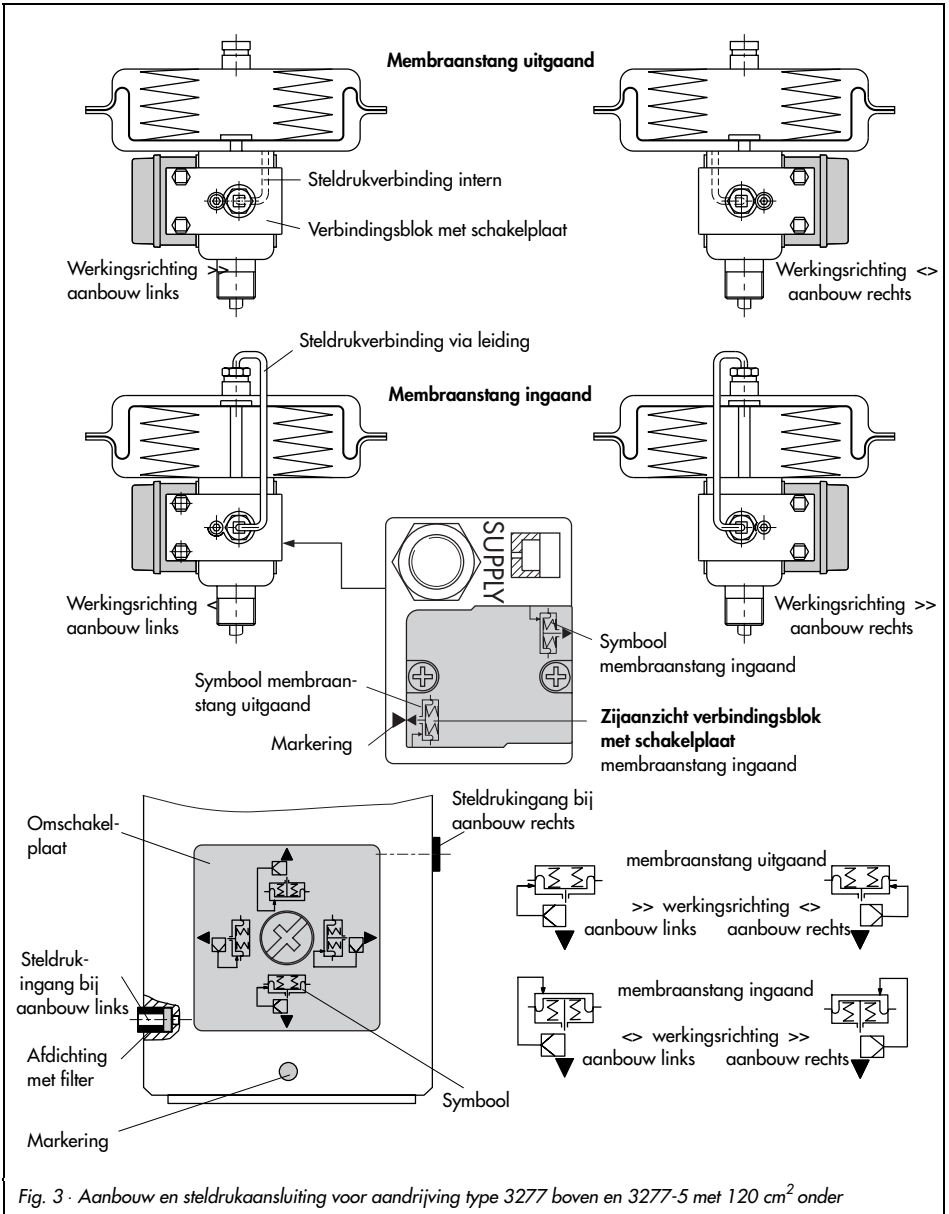 Membraanstang uitgaand
Steldrukverbinding intern
Verbindingsblok met schakelplaat
Werkingsrichting >>
aanbouw links
Werkingsrichting <>
aanbouw rechts
Steldrukverbinding via leiding
Membraanstang ingaand
SUPPLY
Werkingsrichting <
aanbouw links
Werkingsrichting >>
aanbouw rechts
Symbool
membraanstang ingaand
Symbool membraan-
stang uitgaand
Markering
Zijaanzicht verbindingsblok
met schakelplaat
membraanstang ingaand
Steldrukingang bij
aanbouw rechts
Omschakel-
plaat
membraanstang uitgaand
>> werkingsrichting <>
aanbouw links aanbouw rechts
Steldruk-
ingang bij
aanbouw links
membraanstang ingaand
<> werkingsrichting >>
aanbouw links aanbouw rechts
Afdichting
met filter
Symbool
Markering
Fig. 3 · Aanbouw en steldrukaansluiting voor aandrijving type 3277 boven en 3277-5 met 120 cm² onder